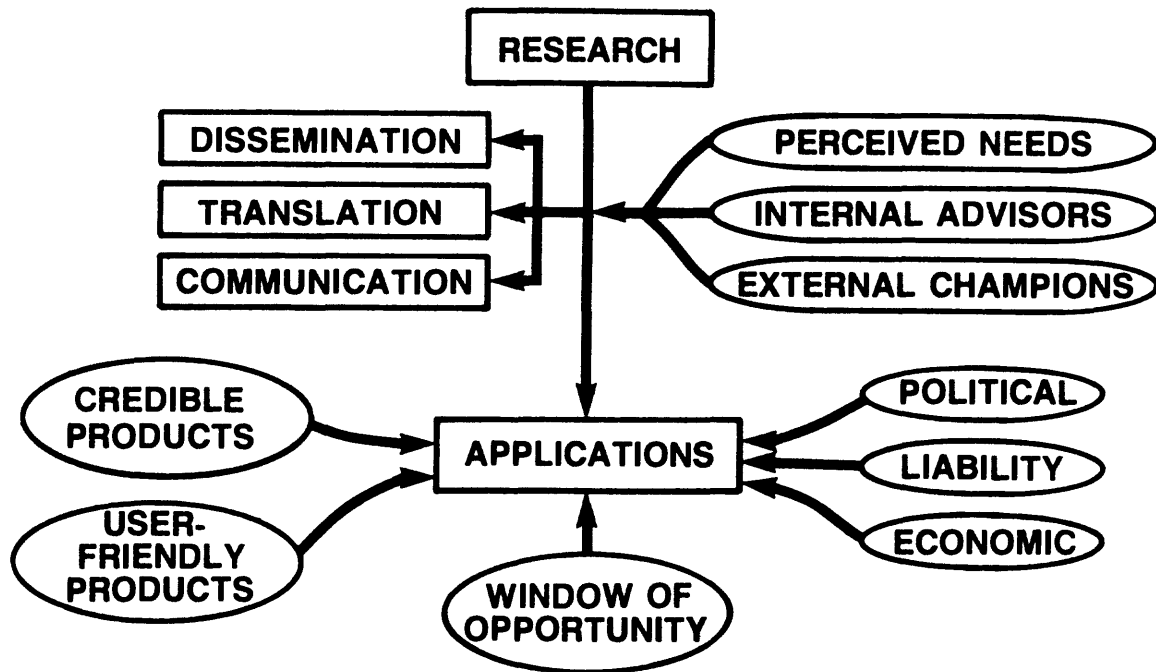 RESEARCH
DISSEMINATION
TRANSLATION
COMMUNICATION
PERCEIVED NEEDS
INTERNAL ADVISORS
EXTERNAL CHAMPIONS
CREDIBLE
PRODUCTS
USER-
FRIENDLY
PRODUCTS
APPLICATIONS
WINDOW OF
OPPORTUNITY
POLITICAL
LIABILITY
ECONOMIC